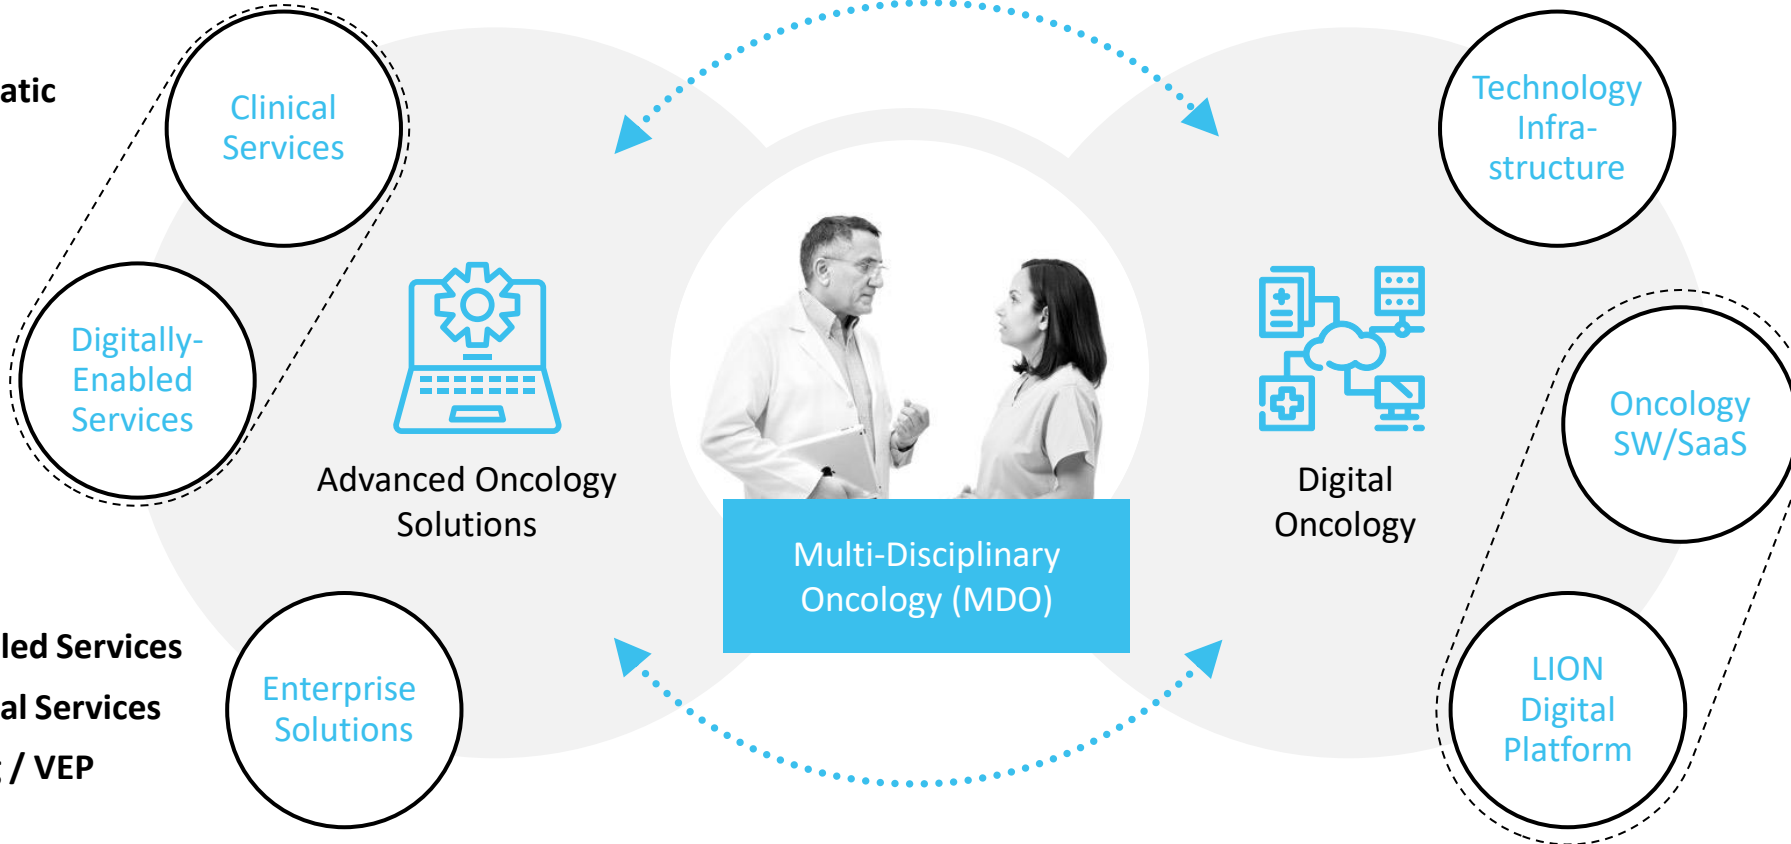 Clinical
Services
Digitally-
Enabled
Services
Advanced Oncology
Solutions
Enterprise
Solutions
led Services
al Services
/ VEP
atic
Multi-Disciplinary
Oncology (MDO)
Technology
Infra-
structure
Digital
Oncology
Oncology
SW/SaaS
LION
Digital
Platform